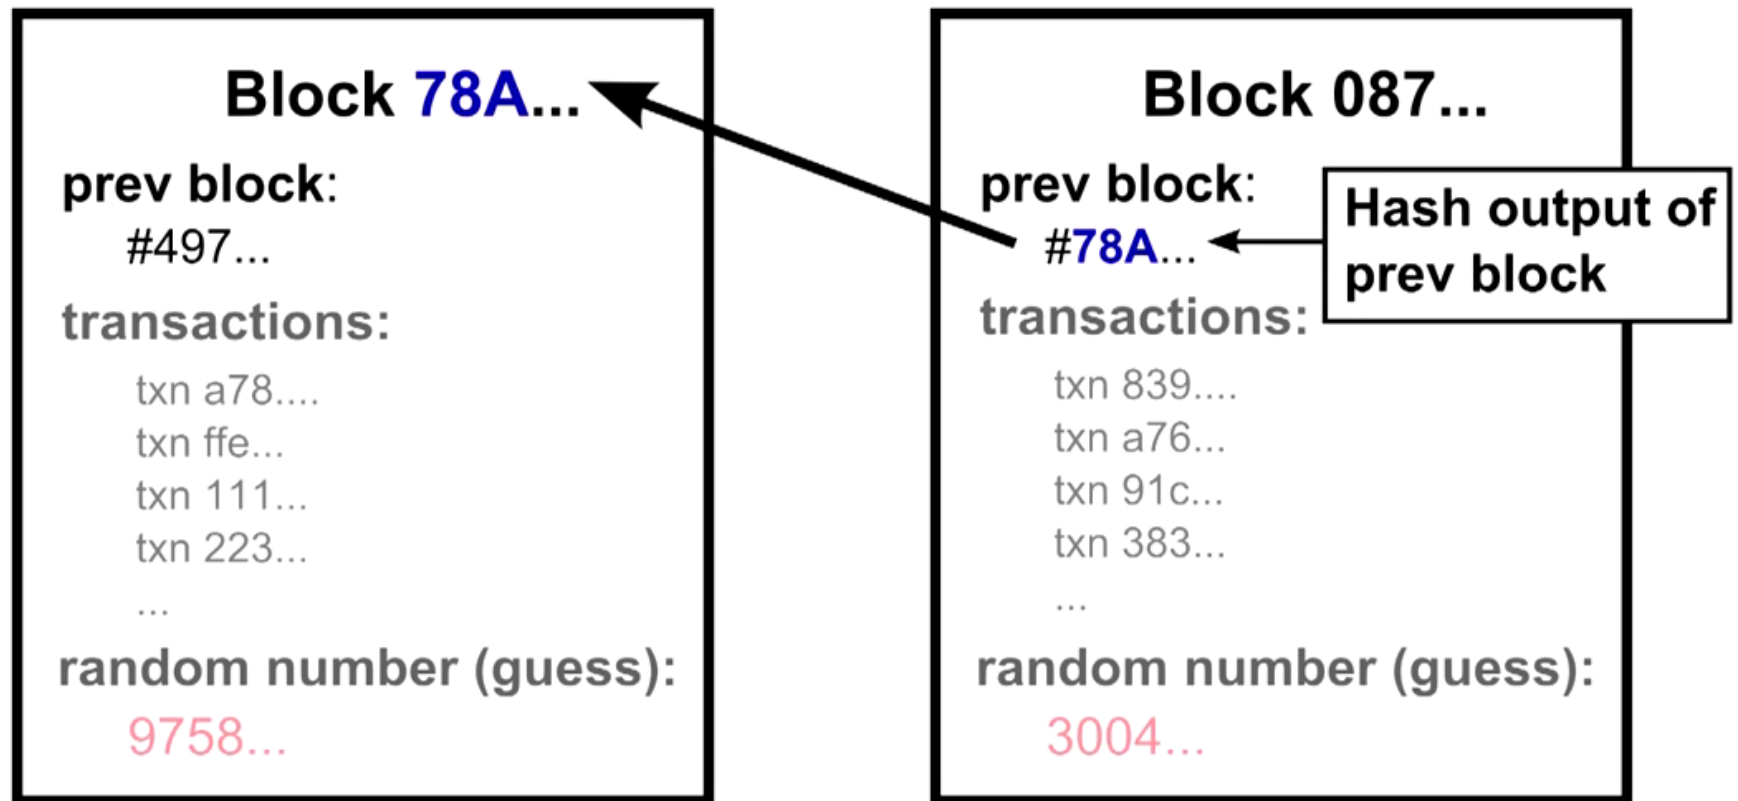 Block 78A...
prev block:
#497...
transactions:
txn a78....
txn ffe...
txn 111...
txn 223...
...
random number (guess):
9758...
Block 087...
prev block:
#78A...
Hash output of
prev block
transactions:
txn 839....
txn a76...
txn 91c...
txn 383...
...
random number (guess):
3004...